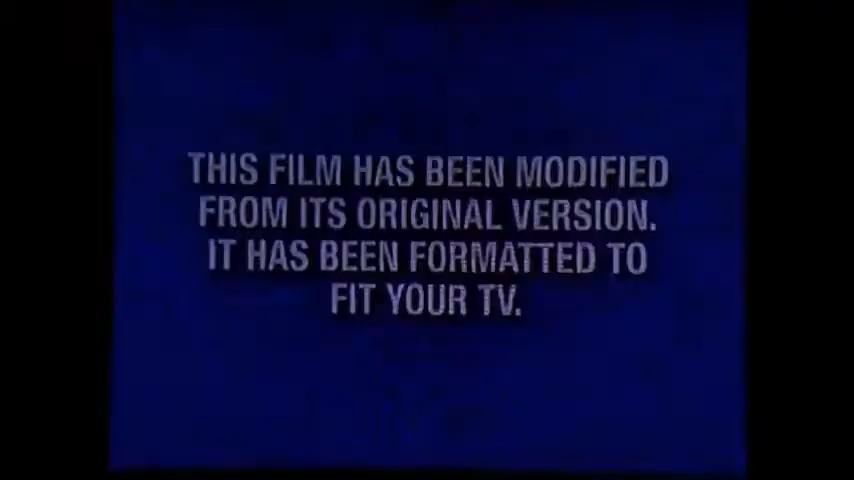 THIS FILM HAS BEEN MODIFIED
FROM ITS ORIGINAL VERSION.
IT HAS BEEN FORMATTED TO
FIT YOUR TV.